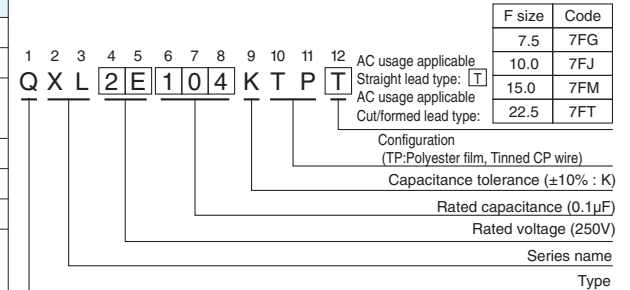 F size Code
7.5 7FG
10.0 7FJ
15.0 7FM
22.5 7FT
1 2 3 4 5 6 7 8 9 10 11 12
Q X L 2 E 1 0 4 K T P T
AC usage applicable
Straight lead type: T
AC usage applicable
Cut/formed lead type:
Configuration
(TP:Polyester film, Tinned CP wire)
Capacitance tolerance (±10% : K)
Rated capacitance (0.1µF)
Rated voltage (250V)
Series name
Type